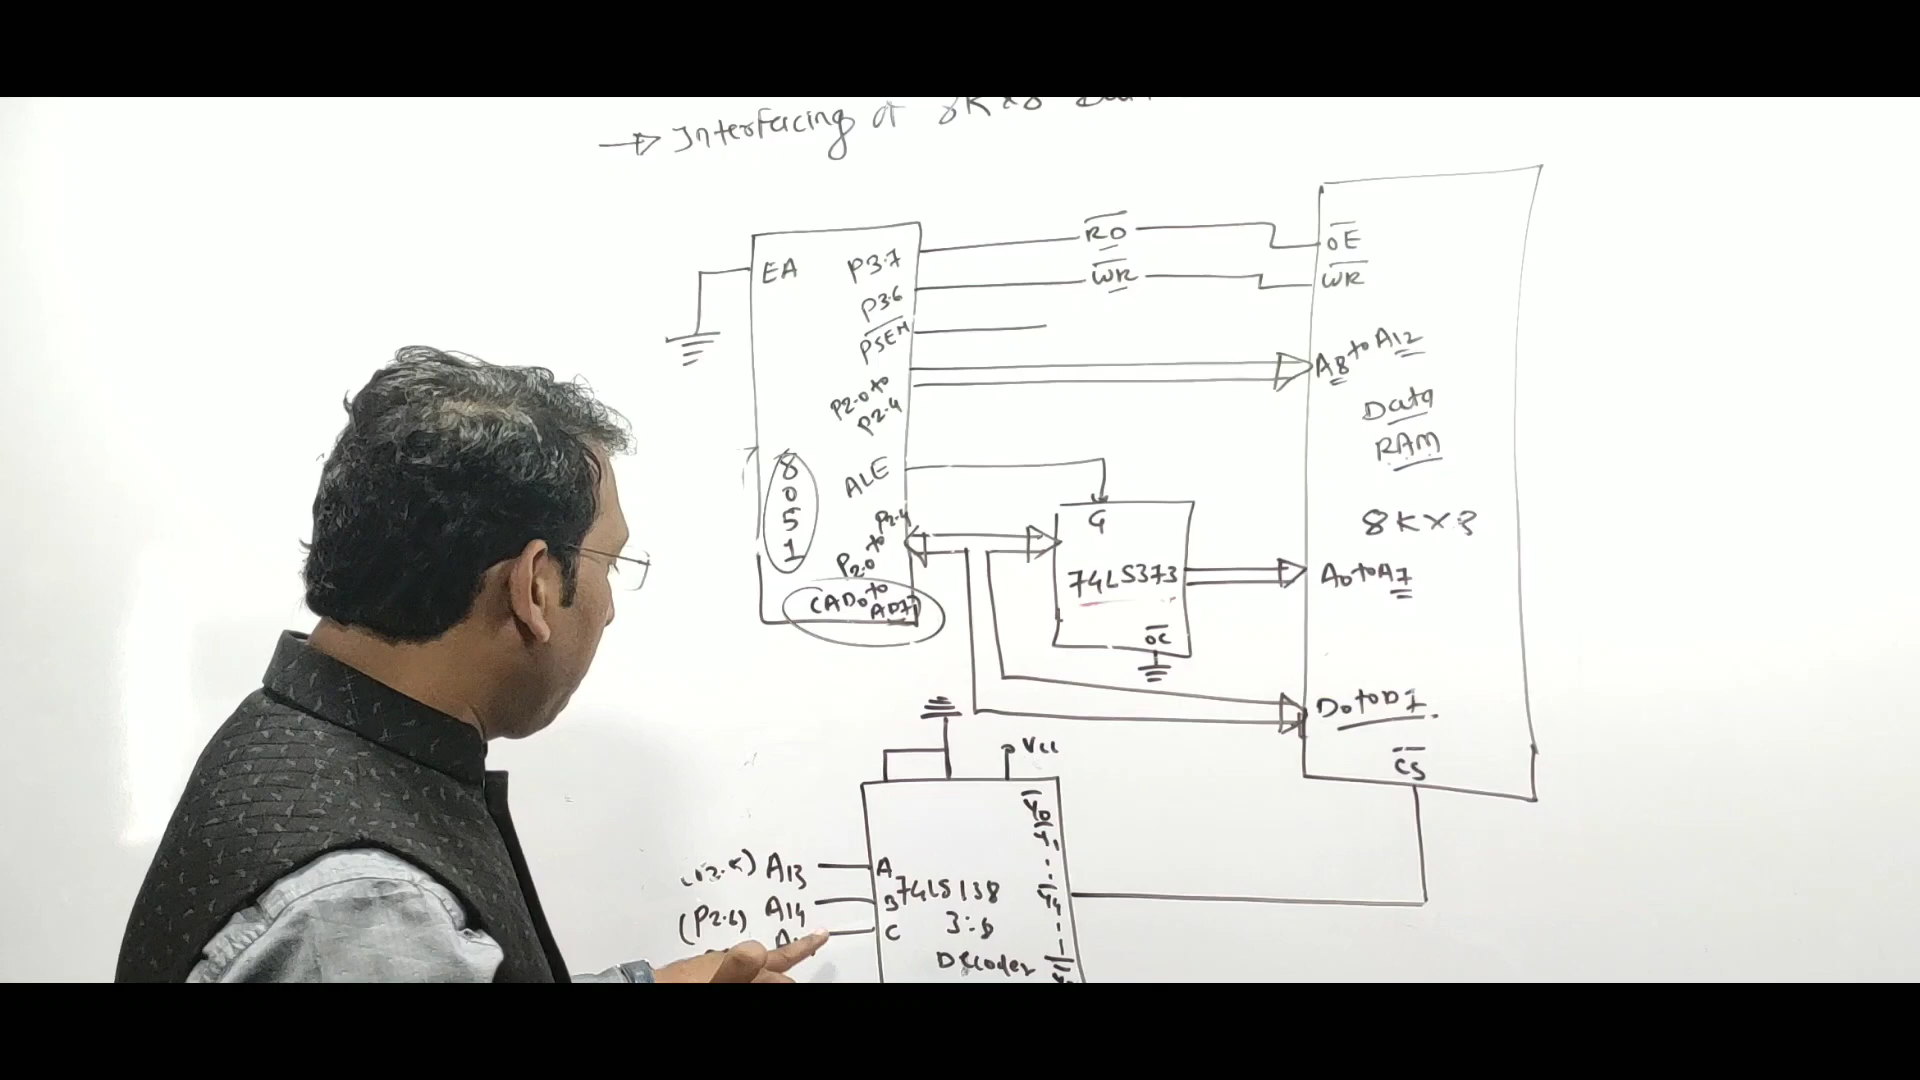 → Interfacing of 8K×8
EA
P3.7
P3.6
PSEN
P2.0 to
P2.4
ALE
P2.0 to P2.4
(AD0 to
AD7)
8
0
5
1
RD
WR
OE
WR
A8 to A12
Data
RAM
8K×8
G
74LS373
OC
A0 to A7
D0 to D7
CS
Vcc
A13
(P2.6) A14
A
B
C
74LS138
3:8
Decoder
Y0
Y1
Y4